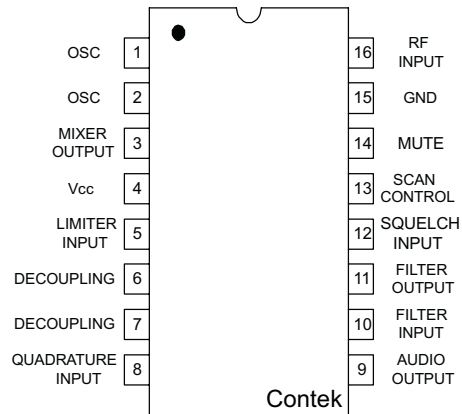 OSC 1
OSC 2
MIXER
OUTPUT 3
Vcc 4
LIMITER
INPUT 5
DECOUPLING 6
DECOUPLING 7
QUADRATURE
INPUT 8
16 RF
INPUT
15 GND
14 MUTE
13 SCAN
CONTROL
12 SQUELCH
INPUT
11 FILTER
OUTPUT
10 FILTER
INPUT
9 AUDIO
OUTPUT
Contek